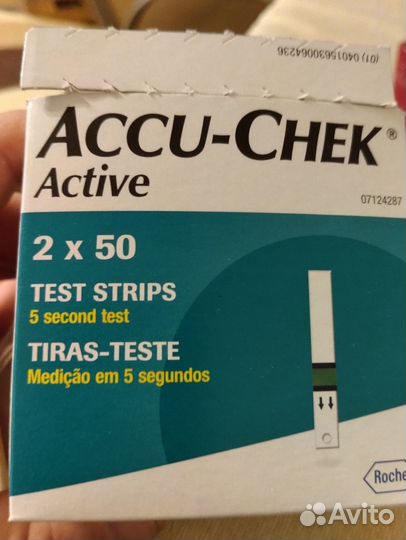 (01) 04015630064236
ACCU-CHEK®
Active
07124287
2 x 50
TEST STRIPS
5 second test
TIRAS-TESTE
Medição em 5 segundos
Roche
Avito